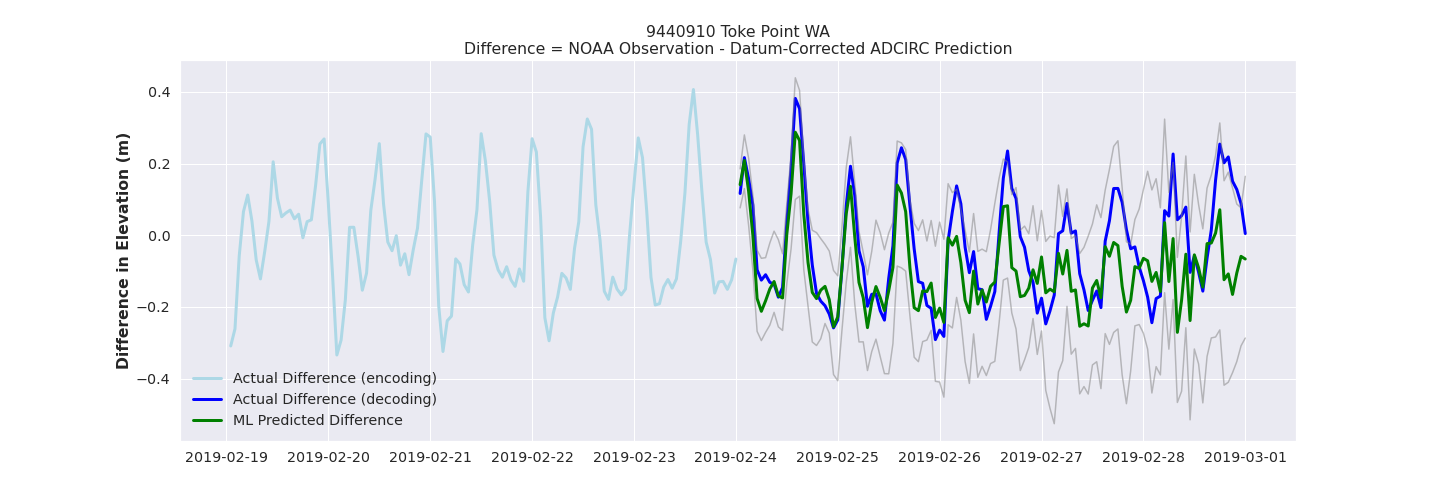 9440910 Toke Point WA
Difference = NOAA Observation - Datum-Corrected ADCIRC Prediction
Difference in Elevation (m)
0.4
0.2
0.0
−0.2
−0.4
Actual Difference (encoding)
Actual Difference (decoding)
ML Predicted Difference
2019-02-19 2019-02-20 2019-02-21 2019-02-22 2019-02-23 2019-02-24 2019-02-25 2019-02-26 2019-02-27 2019-02-28 2019-03-01